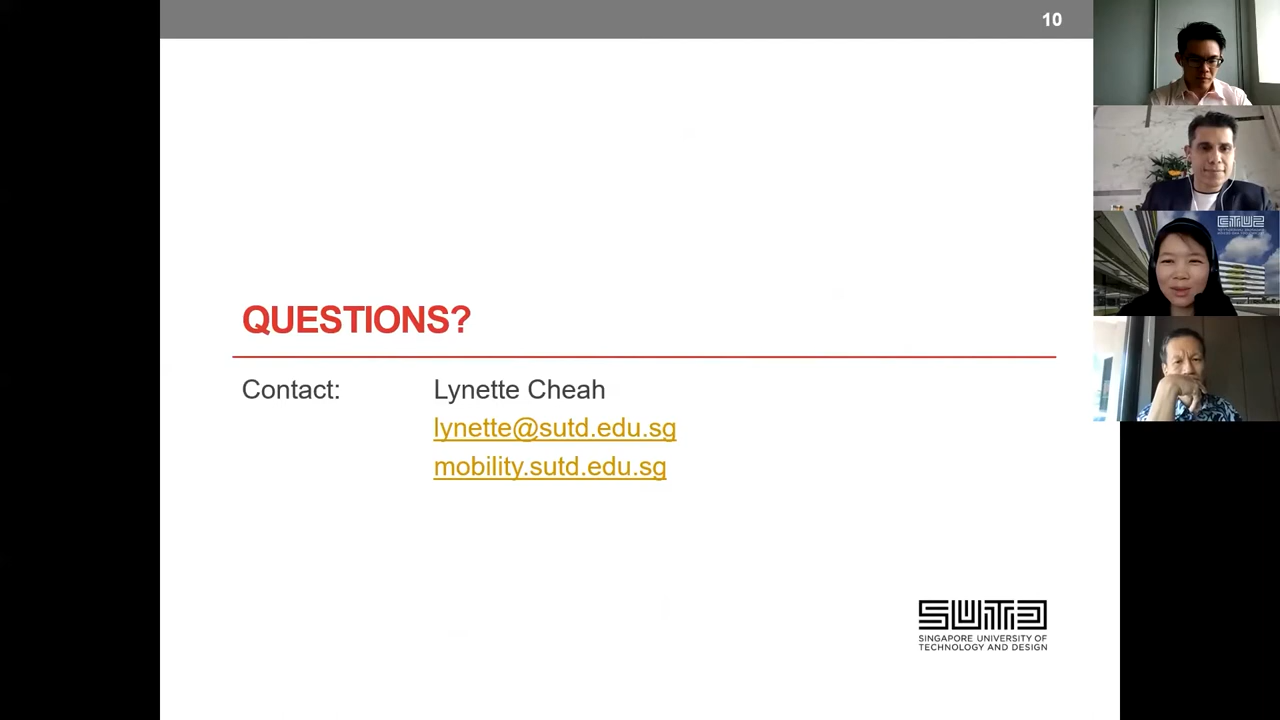 10
QUESTIONS?
Contact: Lynette Cheah
lynette@sutd.edu.sg
mobility.sutd.edu.sg
SUTD
SINGAPORE UNIVERSITY OF
TECHNOLOGY AND DESIGN